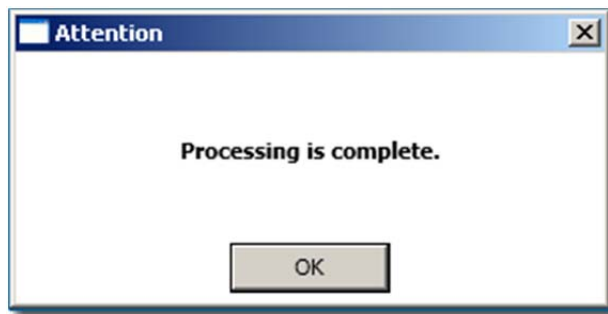 Attention
Processing is complete.
OK